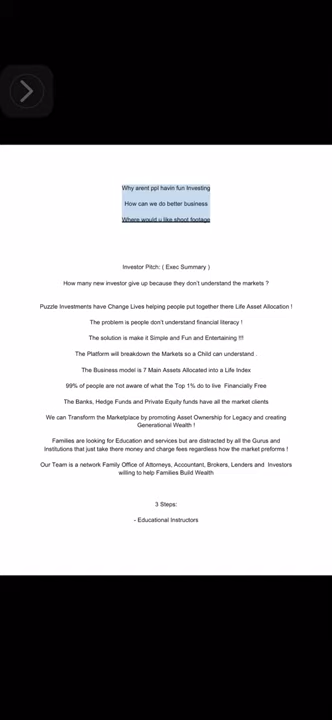 Why arent ppl havin fun Investing
How can we do better business
Where would u like shoot footage
Investor Pitch: ( Exec Summary )
How many new investor give up because they don't understand the markets ?
Puzzle Investments have Change Lives helping people put together there Life Asset Allocation !
The problem is people don't understand financial literacy !
The solution is make it Simple and Fun and Entertaining !!!
The Platform will breakdown the Markets so a Child can understand .
The Business model is 7 Main Assets Allocated into a Life Index
99% of people are not aware of what the Top 1% do to live  Financially Free
The Banks, Hedge Funds and Private Equity funds have all the market clients
We can Transform the Marketplace by promoting Asset Ownership for Legacy and creating
Generational Wealth !
Families are looking for Education and services but are distracted by all the Gurus and
Institutions that just take there money and charge fees regardless how the market preforms !
Our Team is a network Family Office of Attorneys, Accountant, Brokers, Lenders and  Investors
willing to help Families Build Wealth
3 Steps:
- Educational Instructors